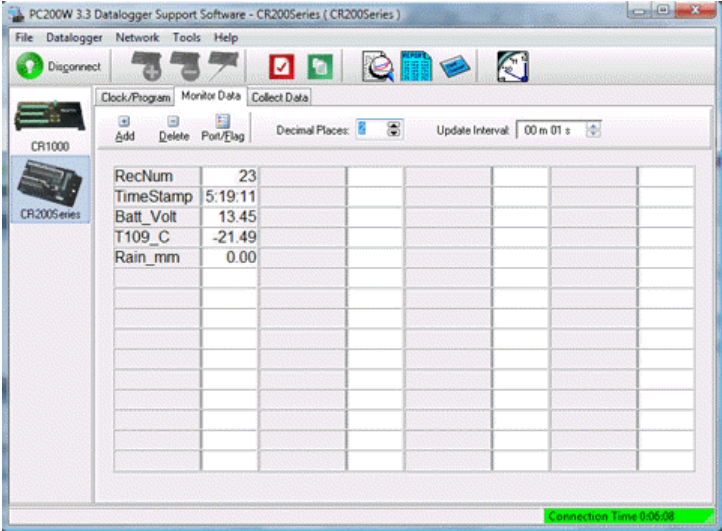 PC200W 3.3 Datalogger Support Software - CR200Series ( CR200Series )
File Datalogger Network Tools Help
Disconnect
Clock/Program Monitor Data Collect Data
Add Delete Port/Flag Decimal Places: Update Interval: 00 m 01 s
CR1000
CR200Series
RecNum 23
TimeStamp 5:19:11
Batt_Volt 13.45
T109_C -21.49
Rain_mm 0.00
Connection Time 0:06:08